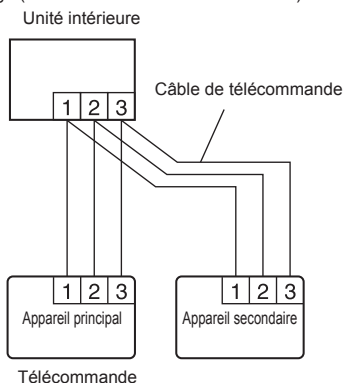 Unité intérieure
1 2 3
Câble de télécommande
1 2 3
Appareil principal
1 2 3
Appareil secondaire
Télécommande